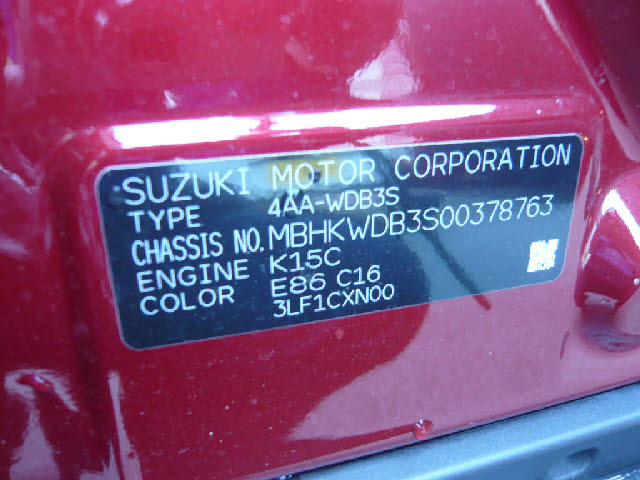 SUZUKI MOTOR CORPORATION
TYPE 4AA-WDB3S
CHASSIS NO. MBHKWDB3S00378763
ENGINE K15C
COLOR E86 C16
3LF1CXN00